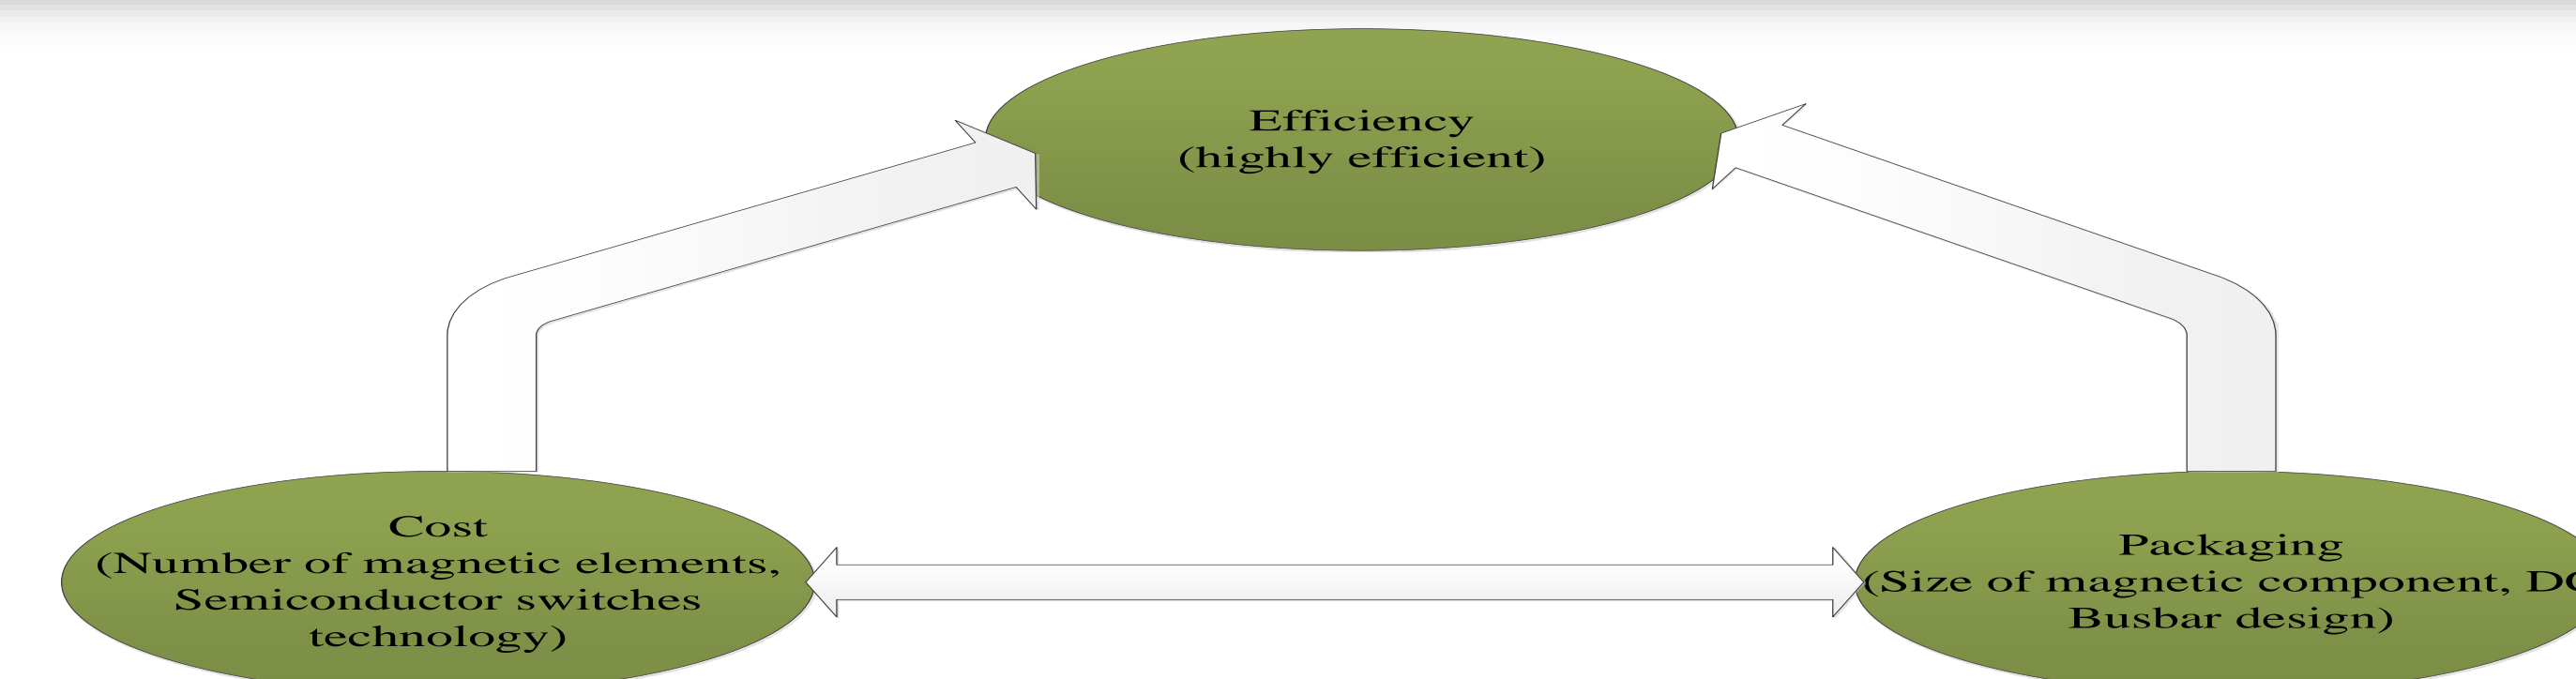 Efficiency
(highly efficient)
Cost
(Number of magnetic elements,
Semiconductor switches
technology)
Packaging
(Size of magnetic component,
Busbar design)